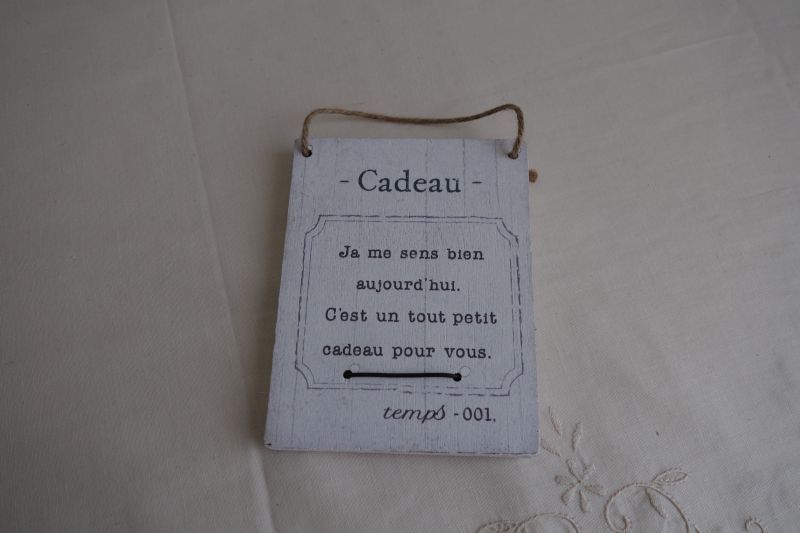 - Cadeau -
Ja me sens bien
aujourd'hui.
C'est un tout petit
cadeau pour vous.
temps -001.